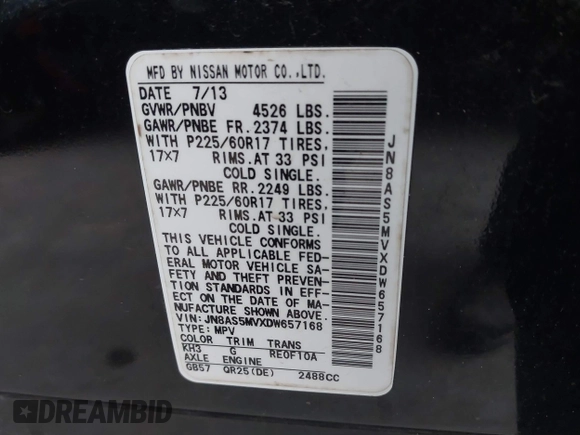 MFD BY NISSAN MOTOR CO.,LTD.
DATE 7/13
GVWR/PNBV 4526 LBS.
GAWR/PNBE FR. 2374 LBS.
WITH P225/60R17 TIRES,
17×7 RIMS.AT 33 PSI
COLD SINGLE.
GAWR/PNBE RR. 2249 LBS.
WITH P225/60R17 TIRES,
17×7 RIMS.AT 33 PSI
COLD SINGLE.
THIS VEHICLE CONFORMS
TO ALL APPLICABLE FED-
ERAL MOTOR VEHICLE SA-
FETY AND THEFT PREVEN-
TION STANDARDS IN EFF-
ECT ON THE DATE OF MA-
NUFACTURE SHOWN ABOVE.
VIN: JN8AS5MVXDW657168
TYPE: MPV
COLOR TRIM TRANS
KH3 G RE0F10A
AXLE ENGINE
GB57 QR25(DE) 2488CC
JN8AS5MVXDW657168
DREAMBID